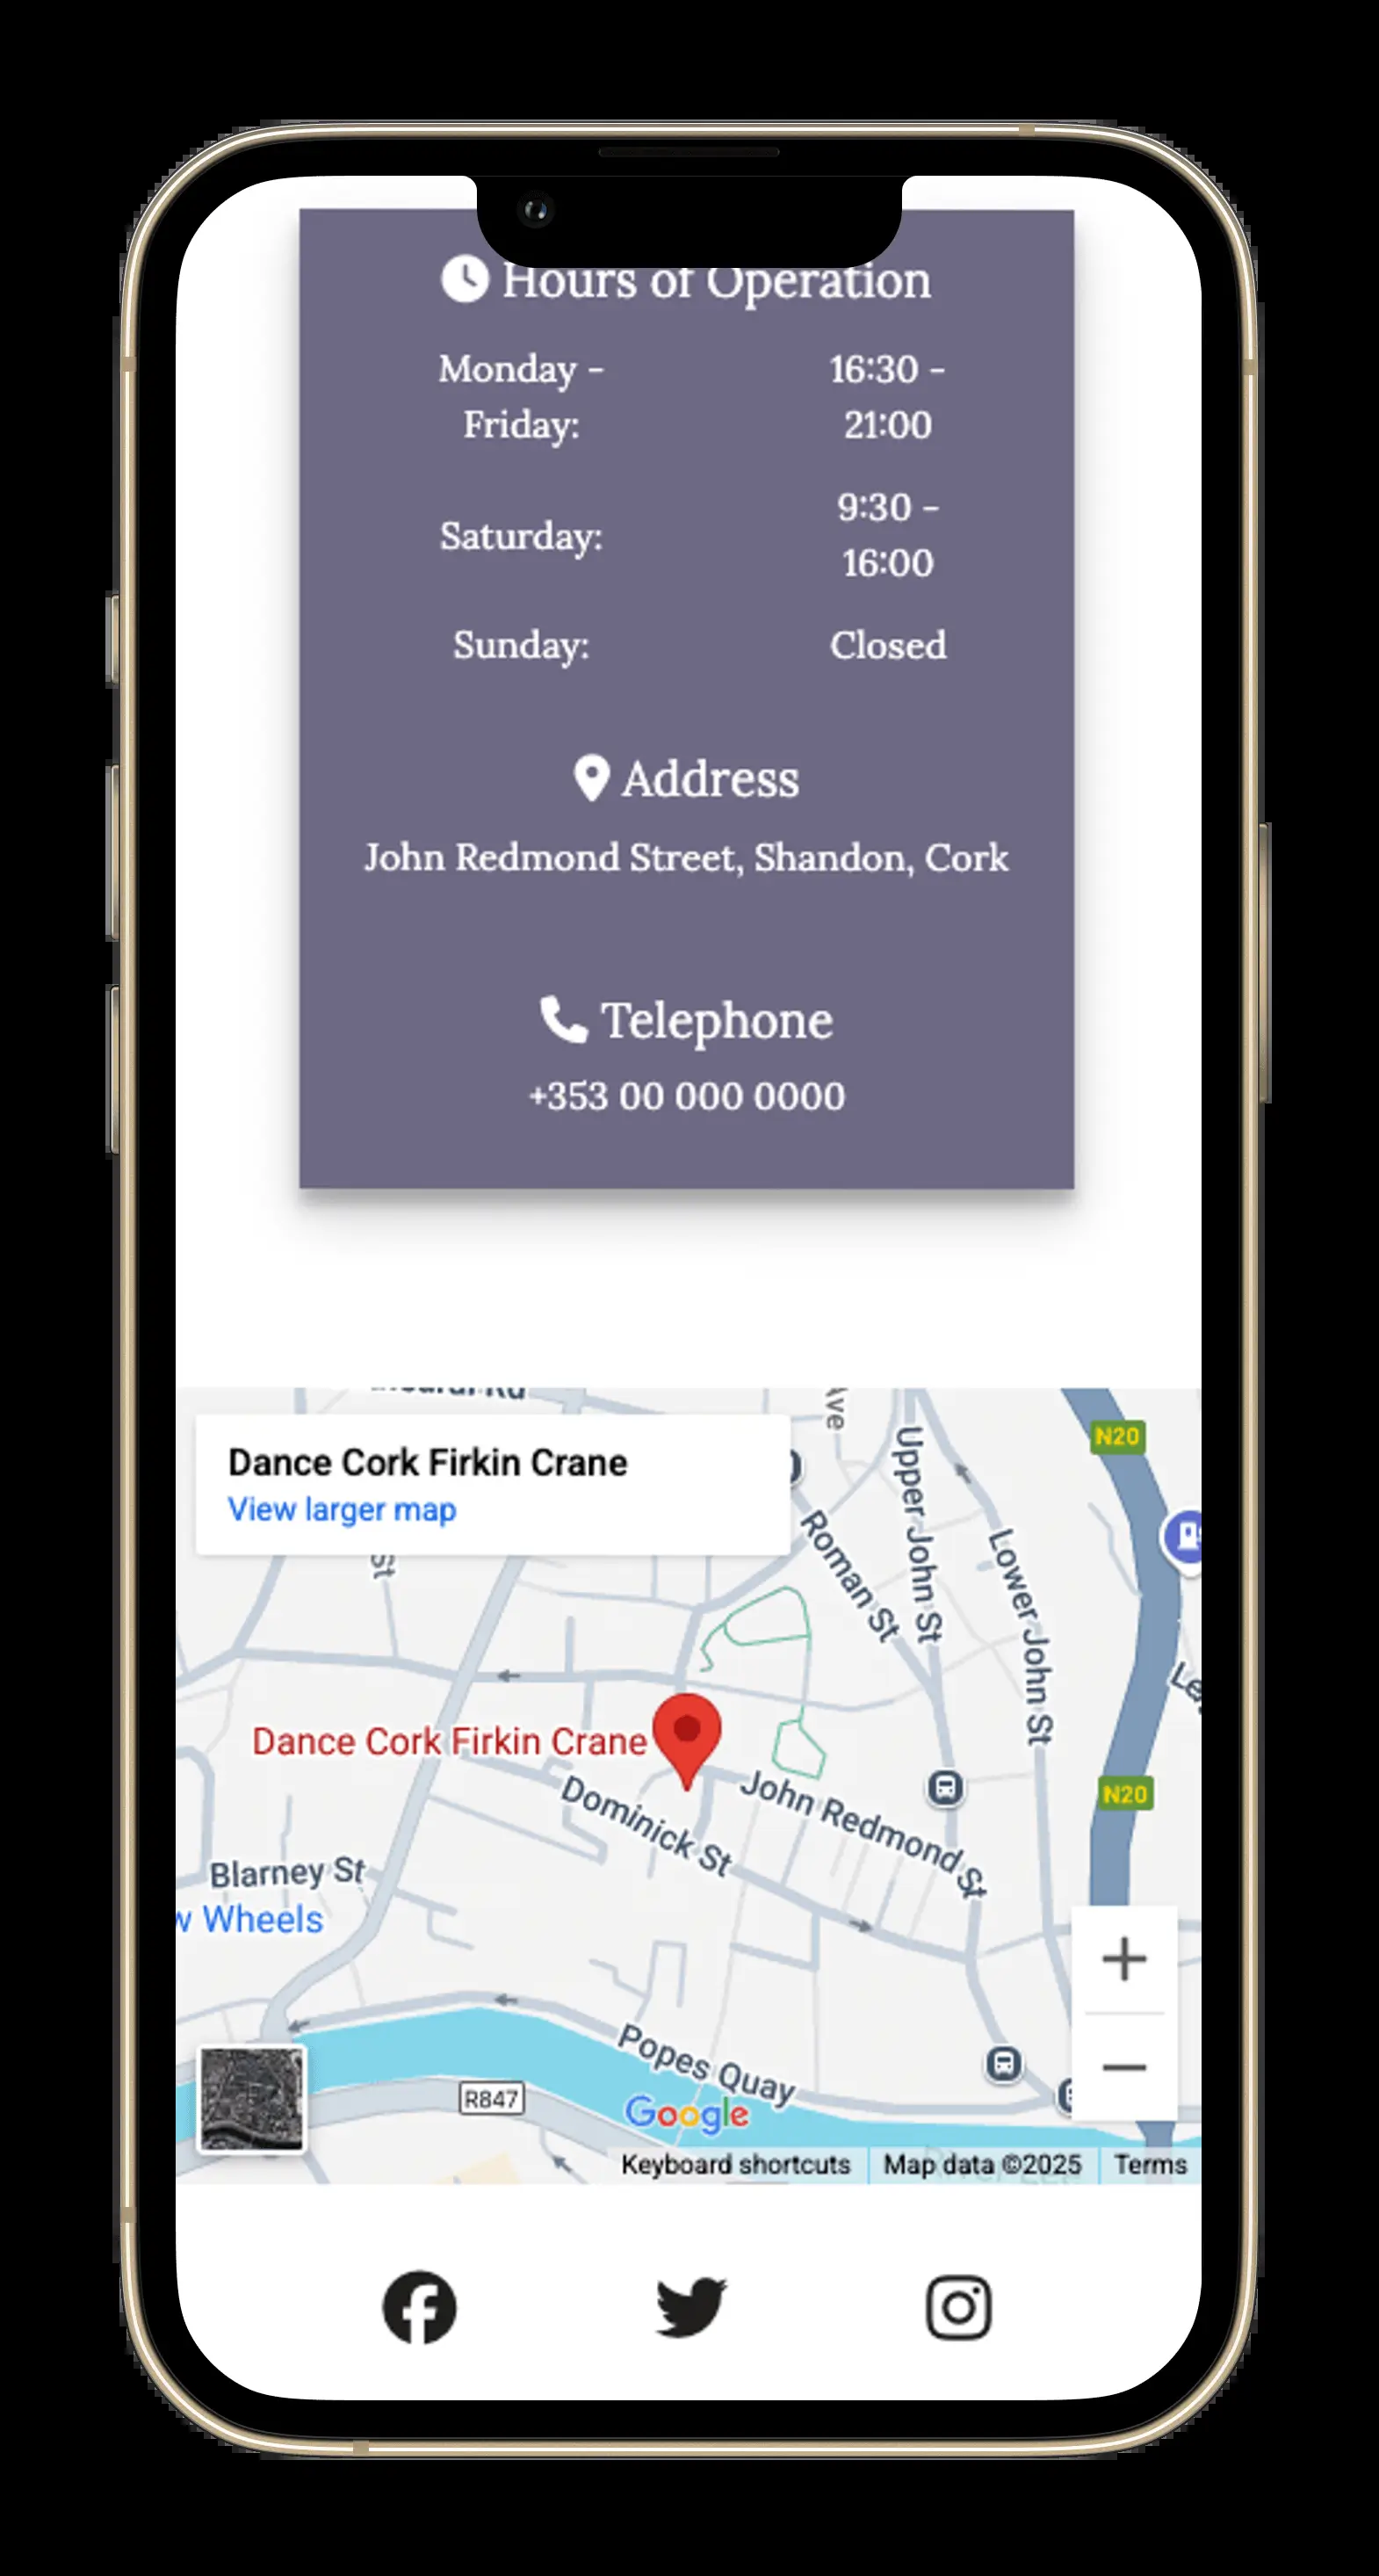 Hours of Operation
Monday -
Friday:
16:30 -
21:00
Saturday:
9:30 -
16:00
Sunday:
Closed
Address
John Redmond Street, Shandon, Cork
Telephone
+353 00 000 0000
Dance Cork Firkin Crane
View larger map
Ave
St
Roman St
Upper John St
Lower John St
N20
Dance Cork Firkin Crane
John Redmond St
Dominick St
N20
Blarney St
w Wheels
Popes Quay
R847
Google
Keyboard shortcuts
Map data ©2025
Terms